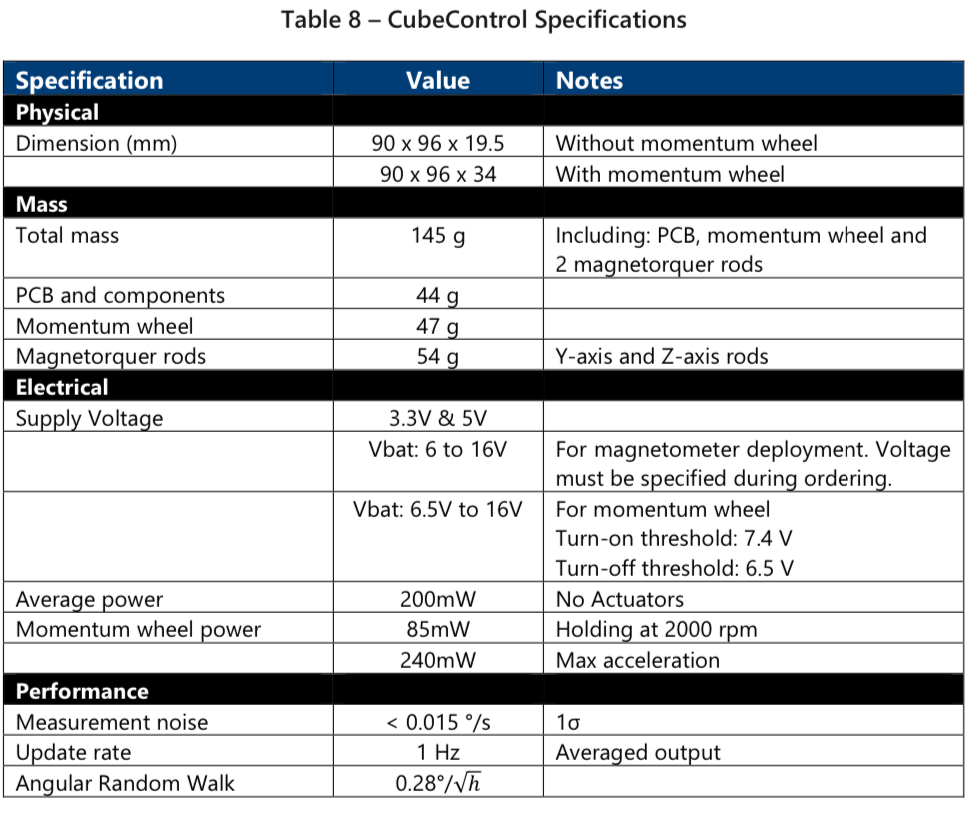 Table 8 – CubeControl Specifications
Specification Value Notes
Physical
Dimension (mm) 90 x 96 x 19.5 Without momentum wheel
90 x 96 x 34 With momentum wheel
Mass
Total mass 145 g Including: PCB, momentum wheel and
2 magnetorquer rods
PCB and components 44 g
Momentum wheel 47 g
Magnetorquer rods 54 g Y-axis and Z-axis rods
Electrical
Supply Voltage 3.3V & 5V
Vbat: 6 to 16V For magnetometer deployment. Voltage
must be specified during ordering.
Vbat: 6.5V to 16V For momentum wheel
Turn-on threshold: 7.4 V
Turn-off threshold: 6.5 V
Average power 200mW No Actuators
Momentum wheel power 85mW Holding at 2000 rpm
240mW Max acceleration
Performance
Measurement noise < 0.015 °/s 1σ
Update rate 1 Hz Averaged output
Angular Random Walk 0.28°/√h